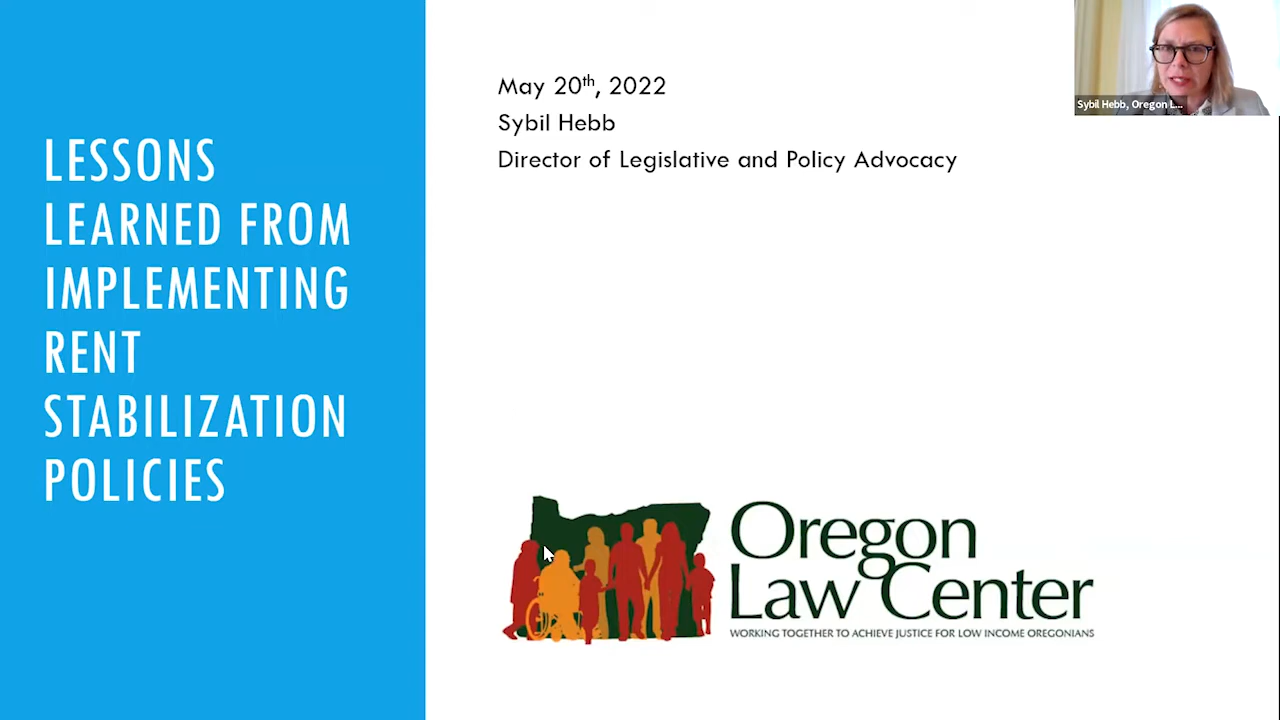 LESSONS
LEARNED FROM
IMPLEMENTING
RENT
STABILIZATION
POLICIES
May 20th, 2022
Sybil Hebb
Director of Legislative and Policy Advocacy
Sybil Hebb, Oregon L...
Oregon
Law Center
WORKING TOGETHER TO ACHIEVE JUSTICE FOR LOW INCOME OREGONIANS